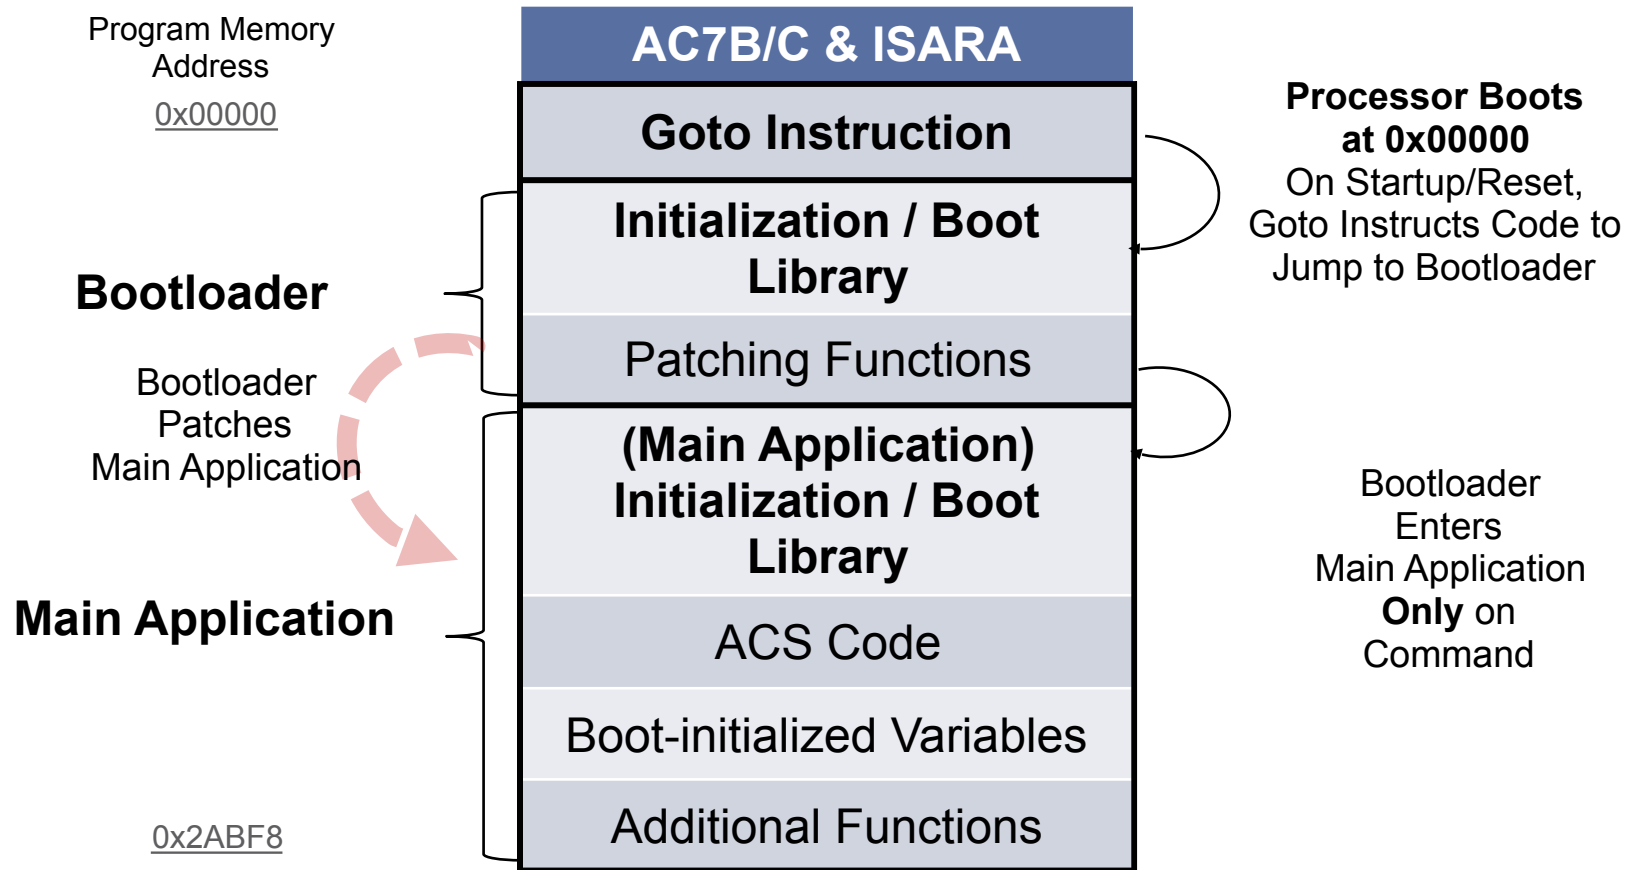 Program Memory
Address
0x00000
AC7B/C & ISARA
Goto Instruction
Processor Boots
at 0x00000
On Startup/Reset,
Goto Instructs Code to
Jump to Bootloader
Initialization / Boot
Library
Bootloader
Patching Functions
Bootloader
Patches
Main Application
(Main Application)
Initialization / Boot
Library
Bootloader
Enters
Main Application
Only on
Command
Main Application
ACS Code
Boot-initialized Variables
Additional Functions
0x2ABF8